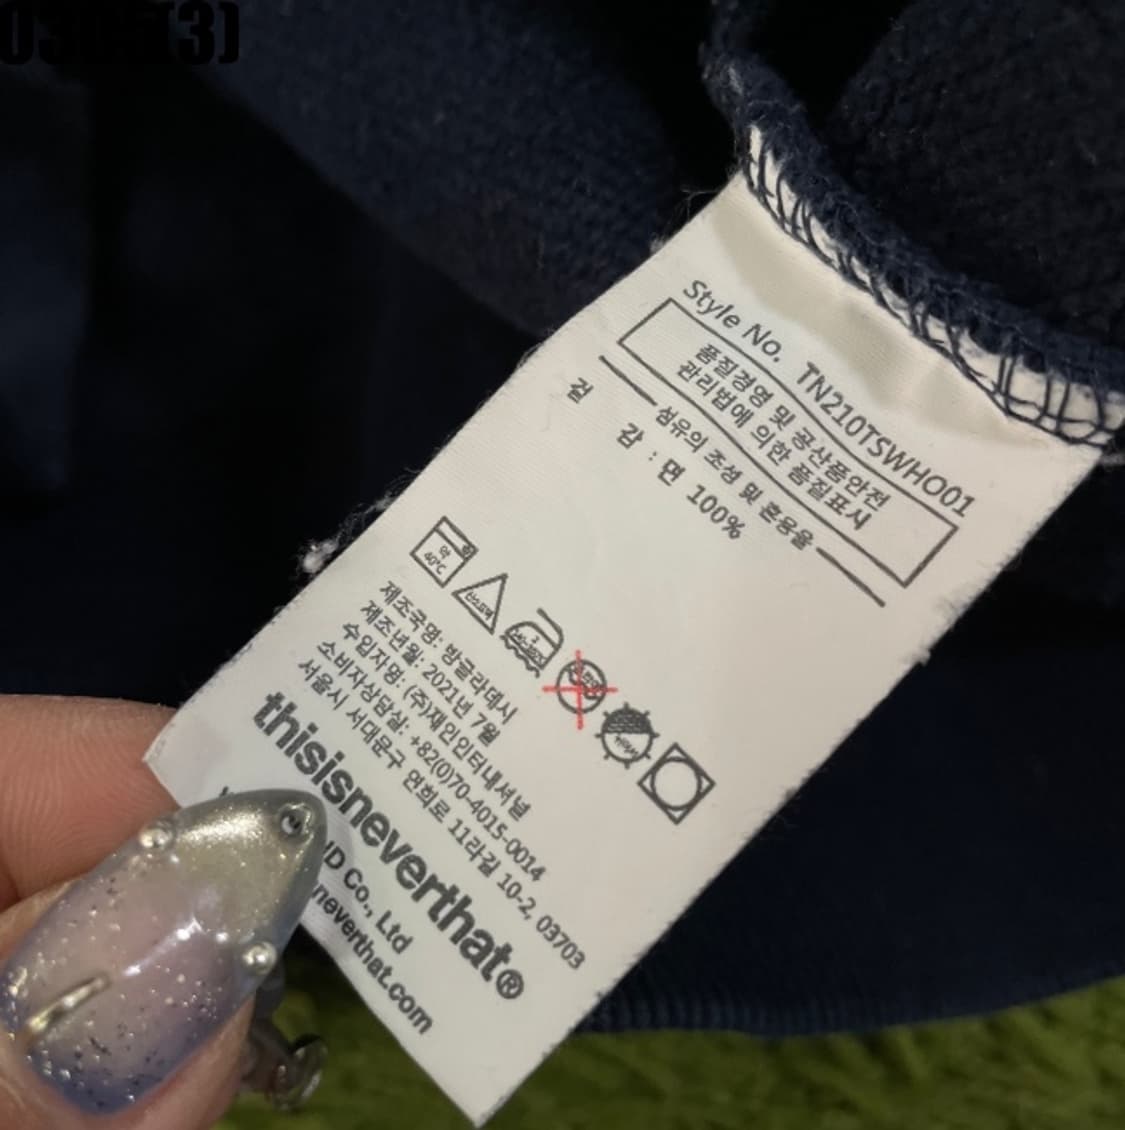 Style No. TN210TSWHO01
품질경영 및 공산품안전
관리법에 의한 품질표시
섬유의 조성 및 혼용율
겉 감 : 면 100%
약 40℃
제조국명: 방글라데시
제조년월: 2021년 7월
수입자명: (주)재인인터내셔널
소비자상담실: +82(0)70-4015-0014
서울시 서대문구 연희로 11라길 10-2, 03703
thisisneverthat®
Co., Ltd
neverthat.com